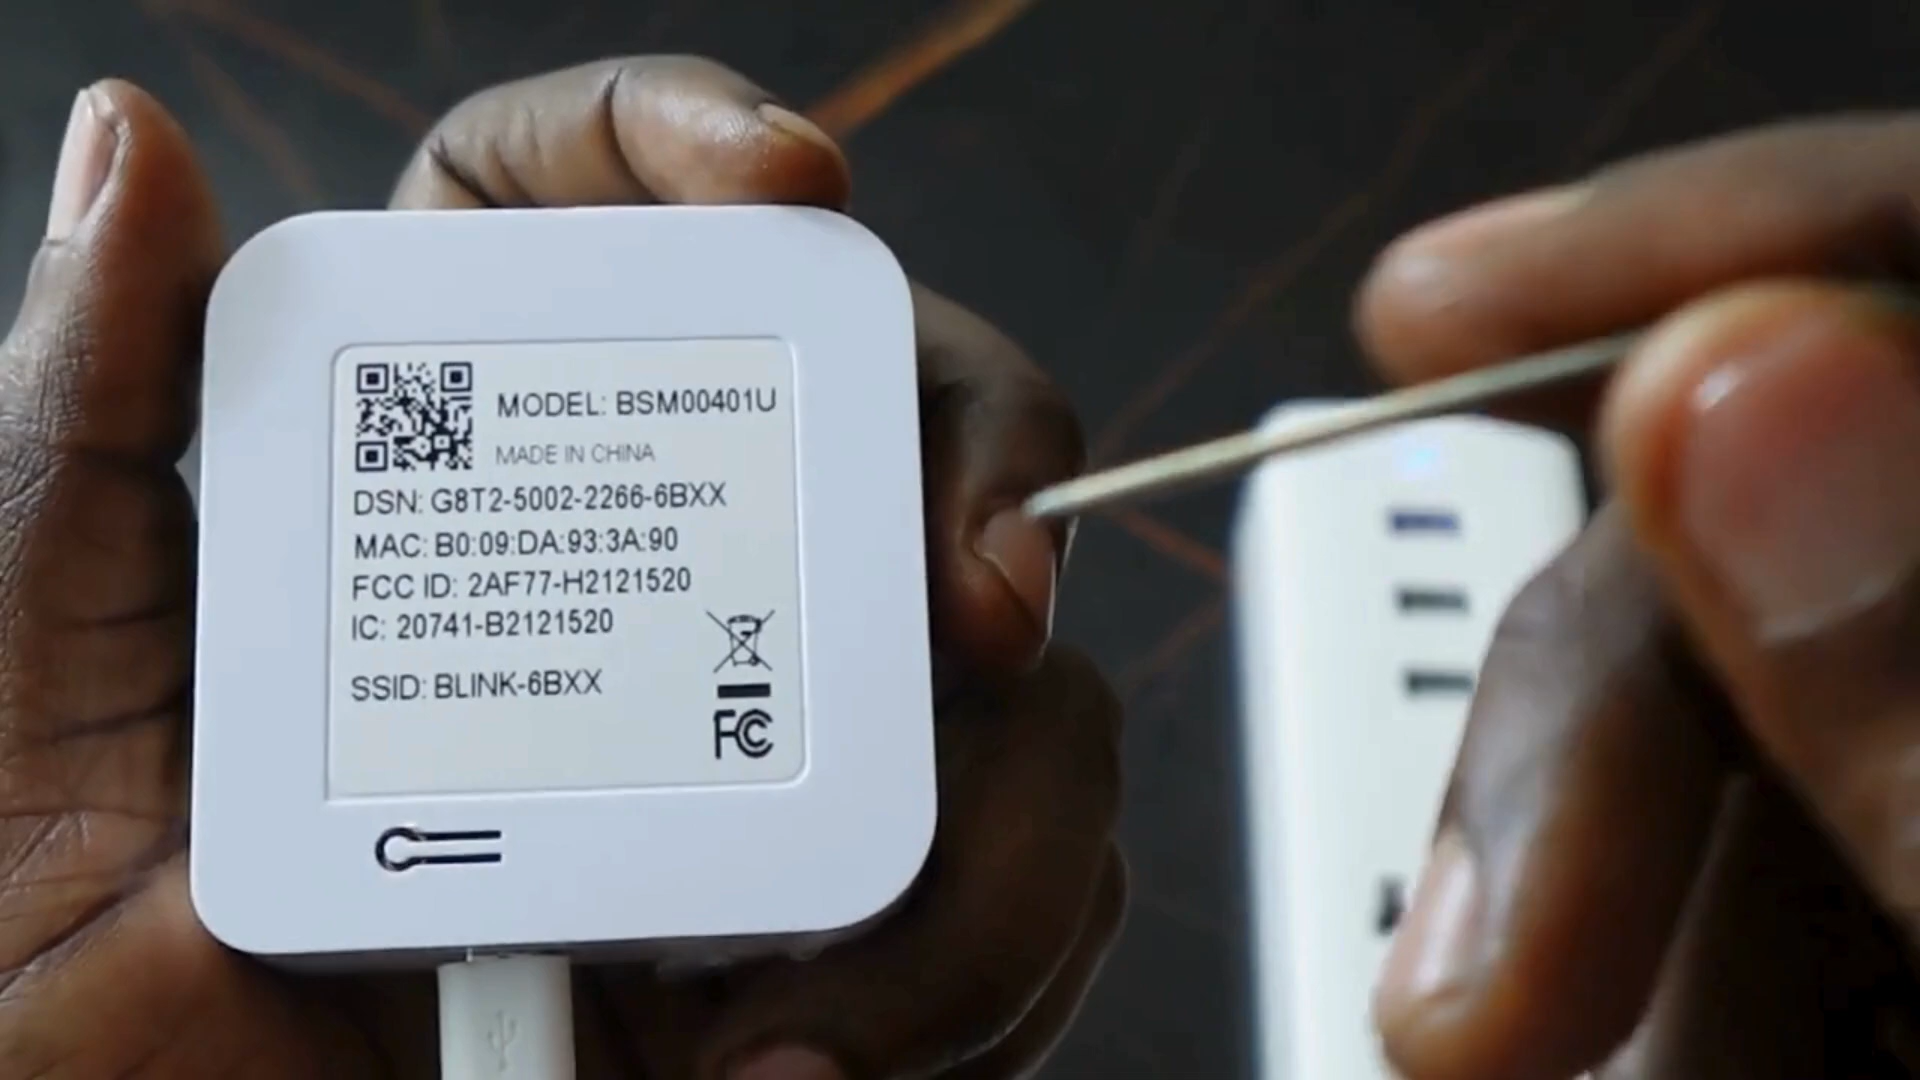 MODEL: BSM00401U
MADE IN CHINA
DSN: G8T2-5002-2266-6BXX
MAC: B0:09:DA:93:3A:90
FCC ID: 2AF77-H2121520
IC: 20741-B2121520
SSID: BLINK-6BXX
FC